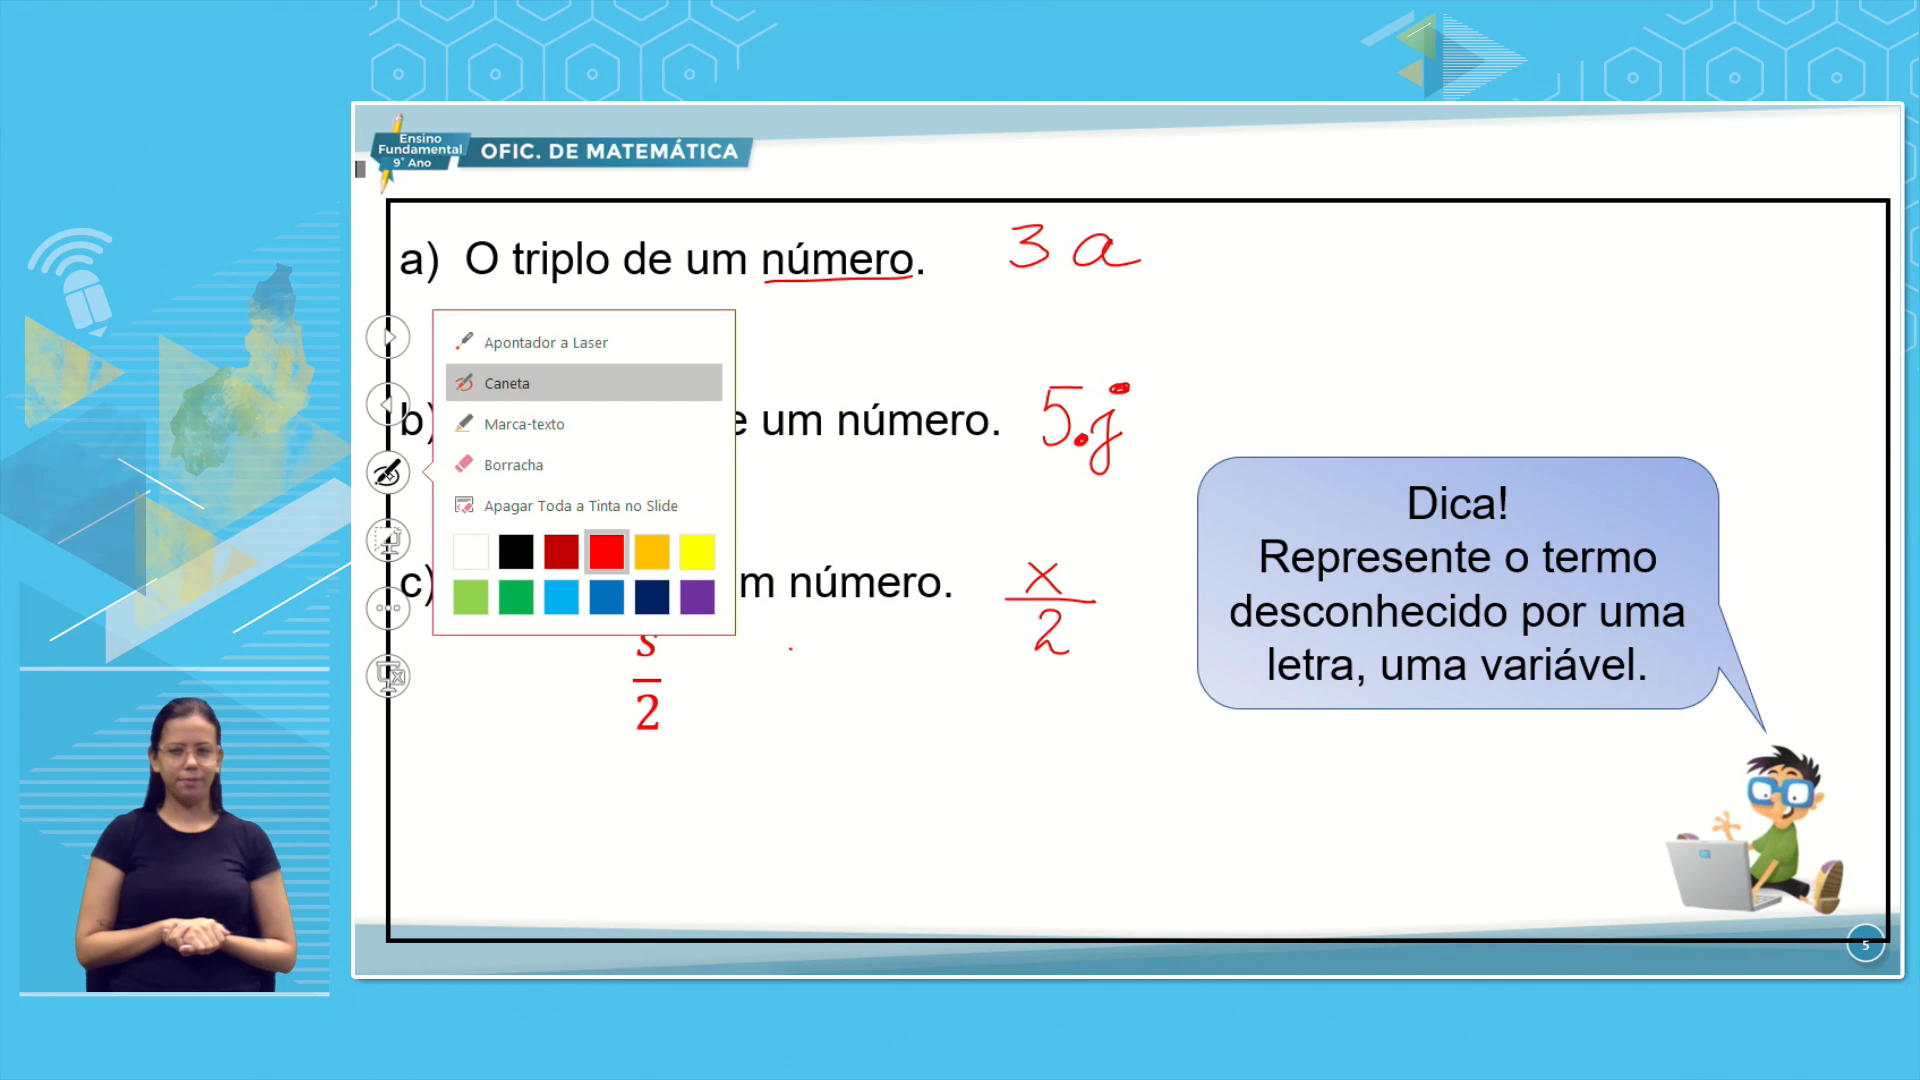 Ensino
Fundamental
9° Ano
OFIC. DE MATEMÁTICA
a) O triplo de um número. 3 a
Apontador a Laser
Caneta
Marca-texto
Borracha
Apagar Toda a Tinta no Slide
b) e um número. 5.j
c) m número. x
2
s
2
Dica!
Represente o termo
desconhecido por uma
letra, uma variável.
5